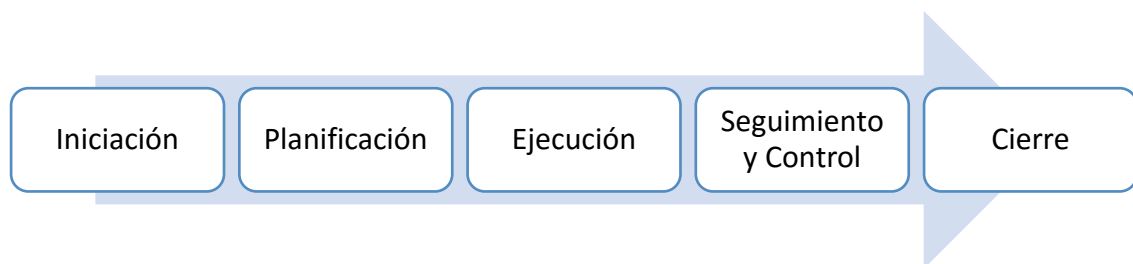 Iniciación
Planificación
Ejecución
Seguimiento
y Control
Cierre